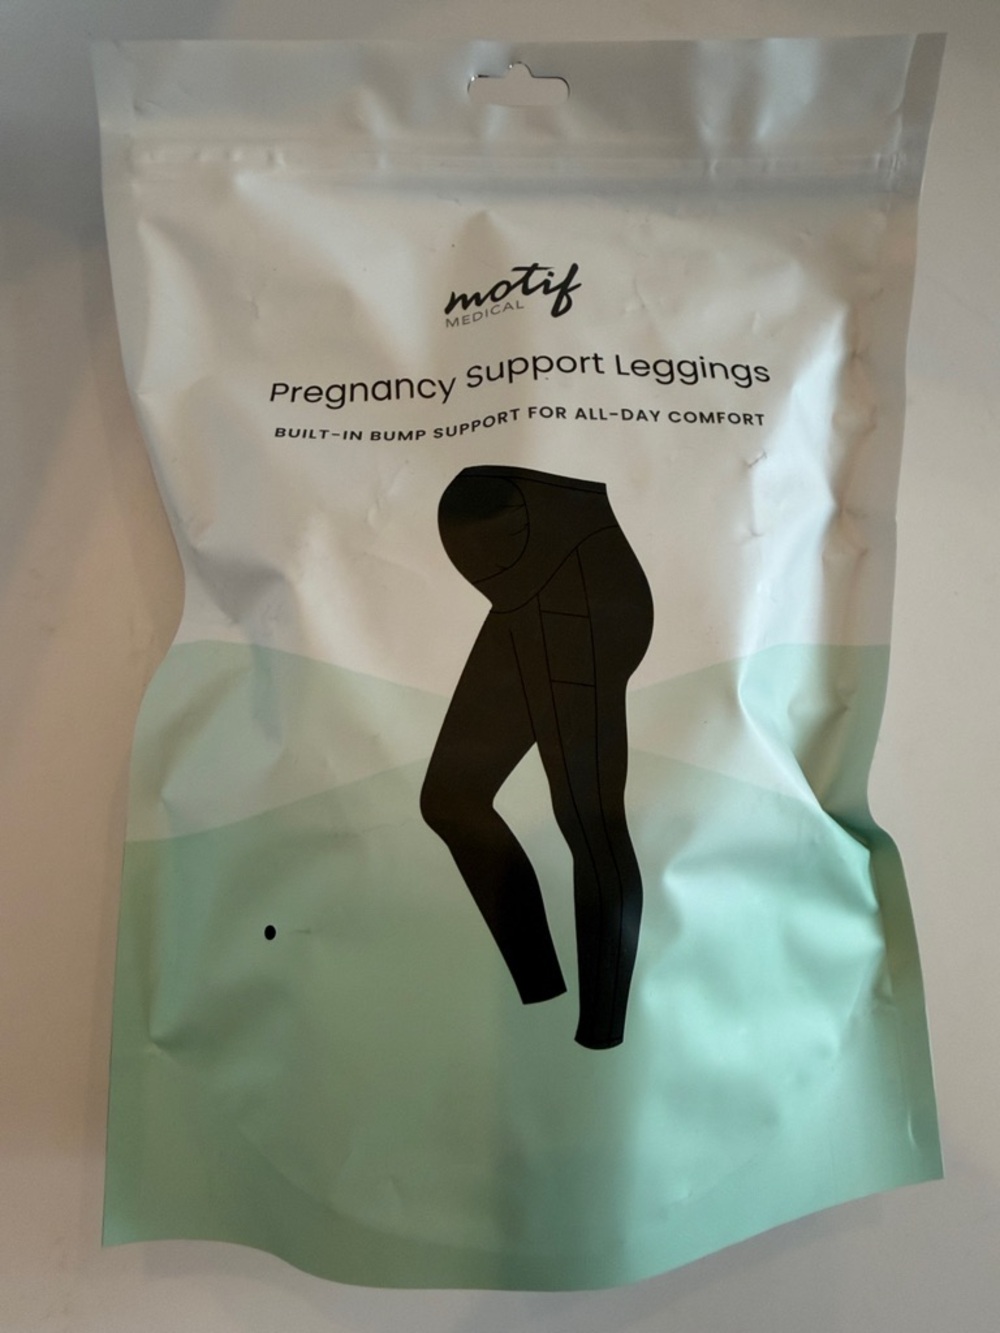 motif
MEDICAL
Pregnancy Support Leggings
BUILT-IN BUMP SUPPORT FOR ALL-DAY COMFORT